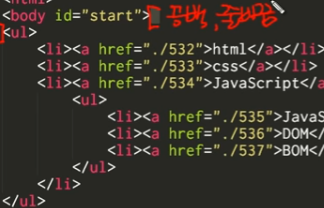 <body id="start"> 공백, 줄바꿈
<ul>
<li><a href="./532">html</a></li>
<li><a href="./533">css</a></li>
<li><a href="./534">JavaScript</a>
<ul>
<li><a href="./535">JavaS
<li><a href="./536">DOM</
<li><a href="./537">BOM</
</ul>
</li>
</ul>